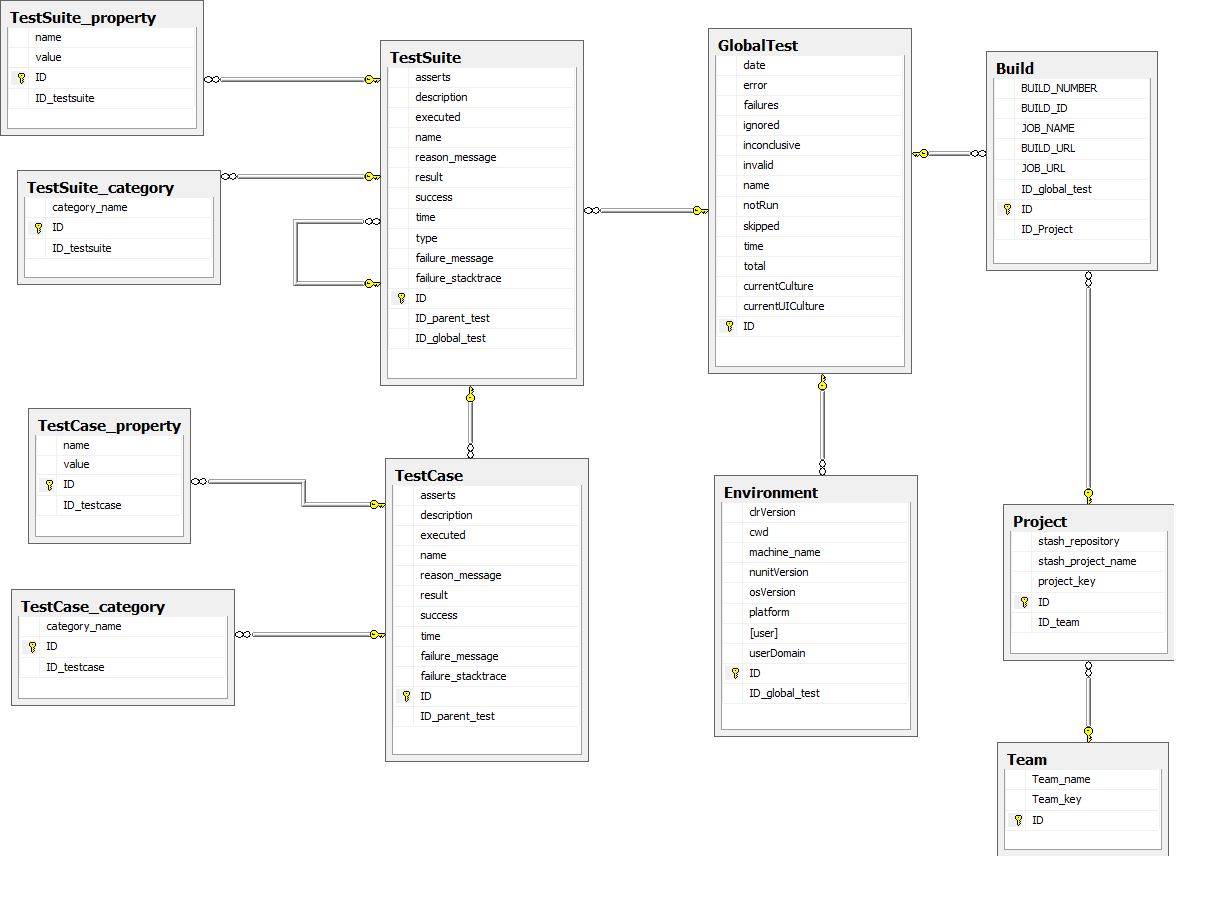 TestSuite_property
name
value
ID
ID_testsuite
TestSuite_category
category_name
ID
ID_testsuite
TestSuite
asserts
description
executed
name
reason_message
result
success
time
type
failure_message
failure_stacktrace
ID
ID_parent_test
ID_global_test
GlobalTest
date
error
failures
ignored
inconclusive
invalid
name
notRun
skipped
time
total
currentCulture
currentUICulture
ID
Build
BUILD_NUMBER
BUILD_ID
JOB_NAME
BUILD_URL
JOB_URL
ID_global_test
ID
ID_Project
TestCase_property
name
value
ID
ID_testcase
TestCase_category
category_name
ID
ID_testcase
TestCase
asserts
description
executed
name
reason_message
result
success
time
failure_message
failure_stacktrace
ID
ID_parent_test
Environment
clrVersion
cwd
machine_name
nunitVersion
osVersion
platform
[user]
userDomain
ID
ID_global_test
Project
stash_repository
stash_project_name
project_key
ID
ID_team
Team
Team_name
Team_key
ID